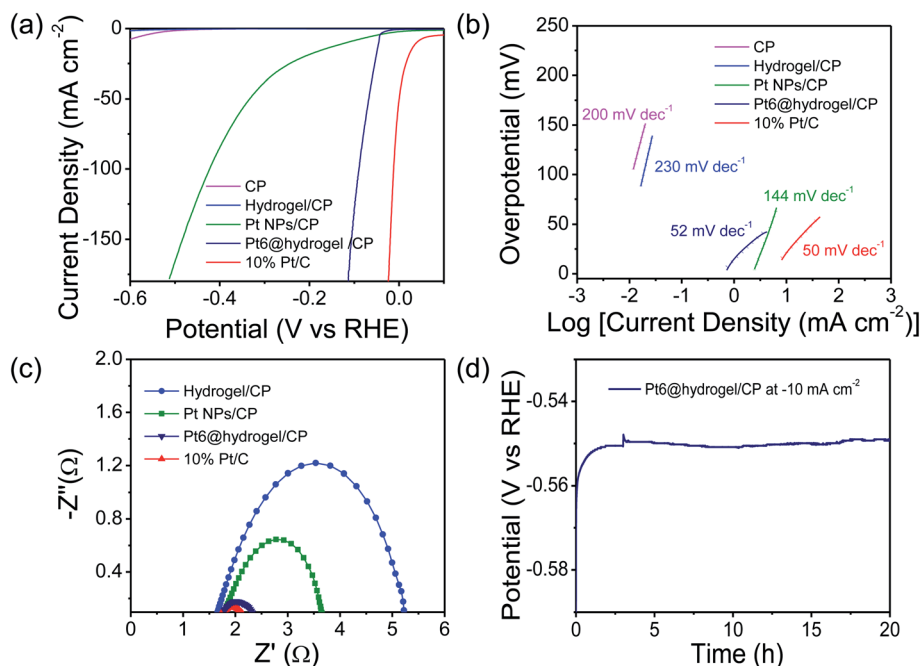 (a)
Current Density (mA cm⁻²)
0
-50
-100
-150
CP
Hydrogel/CP
Pt NPs/CP
Pt6@hydrogel /CP
10% Pt/C
-0.6
-0.4
-0.2
0.0
Potential (V vs RHE)
(b)
Overpotential (mV)
250
200
150
100
50
0
CP
Hydrogel/CP
Pt NPs/CP
Pt6@hydrogel/CP
10% Pt/C
200 mV dec⁻¹
230 mV dec⁻¹
144 mV dec⁻¹
52 mV dec⁻¹
50 mV dec⁻¹
-3
-2
-1
0
1
2
3
Log [Current Density (mA cm⁻²)]
(c)
-Z''(Ω)
2.0
1.6
1.2
0.8
0.4
Hydrogel/CP
Pt NPs/CP
Pt6@hydrogel/CP
10% Pt/C
0
1
2
3
4
5
6
Z' (Ω)
(d)
Potential (V vs RHE)
-0.54
-0.56
-0.58
Pt6@hydrogel/CP at -10 mA cm⁻²
0
5
10
15
20
Time (h)